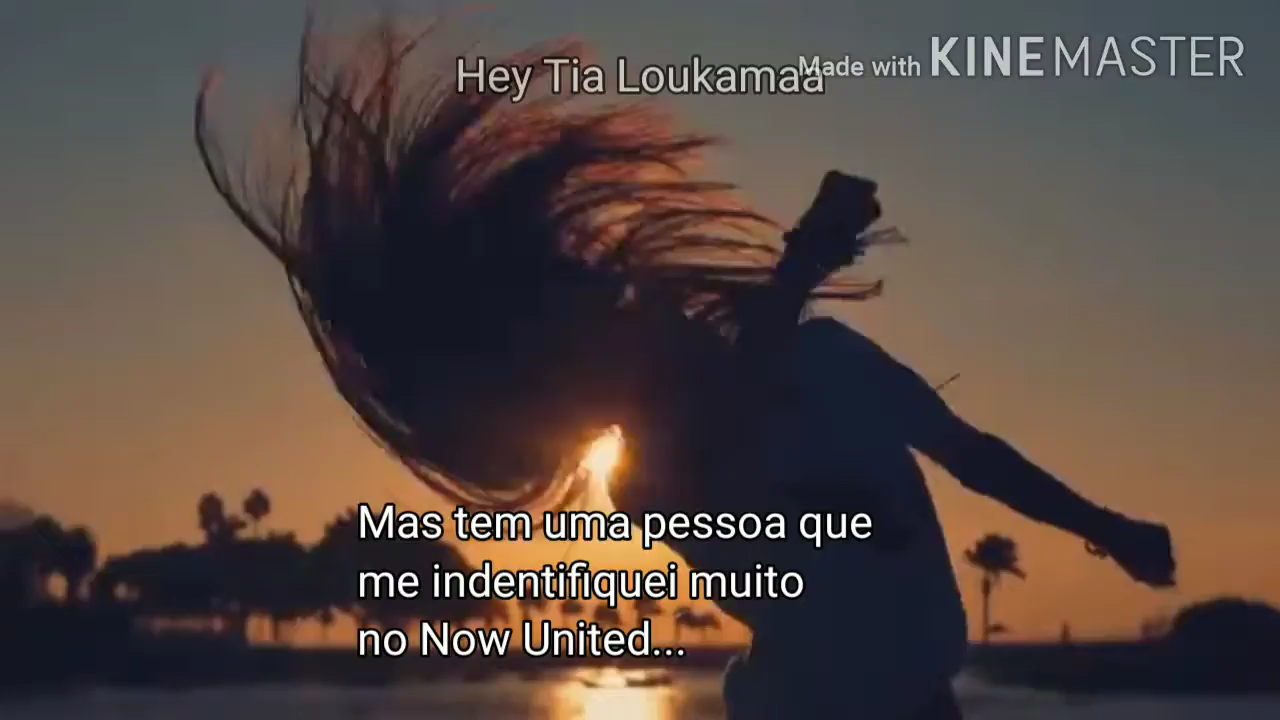 Hey Tia Loukamaa
Made with KINEMASTER
Mas tem uma pessoa que
me indentifiquei muito
no Now United...